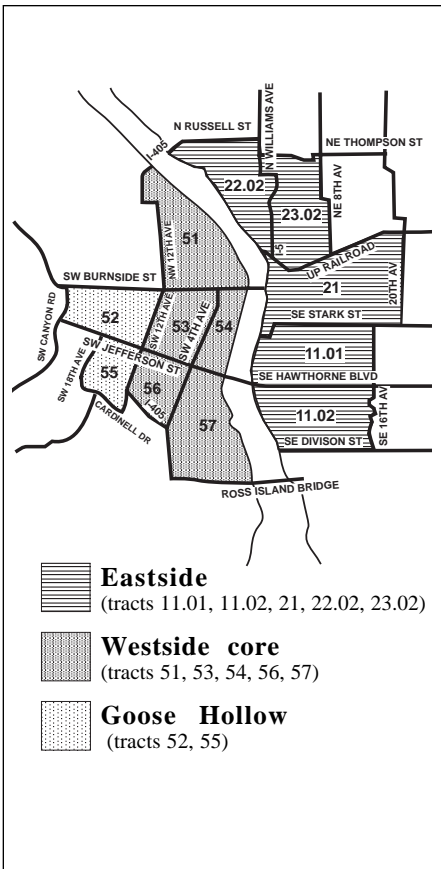 N RUSSELL ST
N WILLIAMS AVE
NE THOMPSON ST
I-405
22.02
NE 8TH AV
23.02
51
NW 12TH AVE
I-5
UP RAILROAD
SW BURNSIDE ST
21
20TH AV
SW CANYON RD
52
SW 12TH AVE
53
SW 4TH AVE
54
SE STARK ST
SW JEFFERSON ST
11.01
SW 18TH AVE
55
56
SE HAWTHORNE BLVD
I-405
CARDINELL DR
57
11.02
SE 16TH AV
SE DIVISON ST
ROSS ISLAND BRIDGE
Eastside
(tracts 11.01, 11.02, 21, 22.02, 23.02)
Westside core
(tracts 51, 53, 54, 56, 57)
Goose Hollow
(tracts 52, 55)